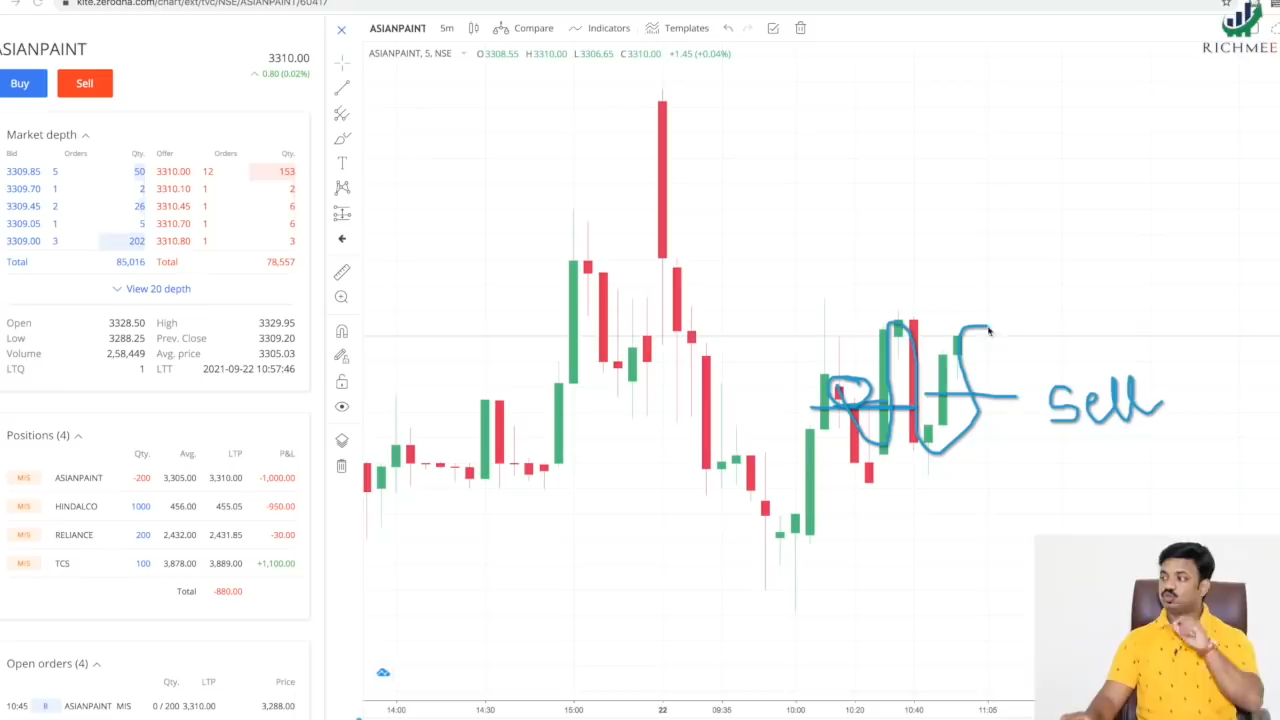 kite.zerodha.com/chart/ext/tvc/NSE/ASIANPAINT/60417
ASIANPAINT 5m Compare Indicators Templates
RICHMEE
ASIANPAINT, 5, NSE O3308.55 H3310.00 L3306.65 C3310.00 +1.45 (+0.04%)
ASIANPAINT
3310.00
0.80 (0.02%)
Buy Sell
Market depth
Bid Orders Qty. Offer Orders Qty.
3309.85 5 50 3310.00 12 153
3309.70 1 2 3310.10 1 2
3309.45 2 26 3310.45 1 6
3309.05 1 5 3310.70 1 6
3309.00 3 202 3310.80 1 3
Total 85,016 Total 78,557
View 20 depth
Open 3328.50 High 3329.95
Low 3288.25 Prev. Close 3309.20
Volume 2,58,449 Avg. price 3305.03
LTQ 1 LTT 2021-09-22 10:57:46
Sell
Positions (4)
Qty. Avg. LTP P&L
MIS ASIANPAINT -200 3,305.00 3,310.00 -1,000.00
MIS HINDALCO 1000 456.00 455.05 -950.00
MIS RELIANCE 200 2,432.00 2,431.85 -30.00
MIS TCS 100 3,878.00 3,889.00 +1,100.00
Total -880.00
Open orders (4)
Qty. LTP Price
10:45 B ASIANPAINT MIS 0 / 200 3,310.00 3,288.00
14:00 14:30 15:00 22 09:35 10:00 10:20 10:40 11:05